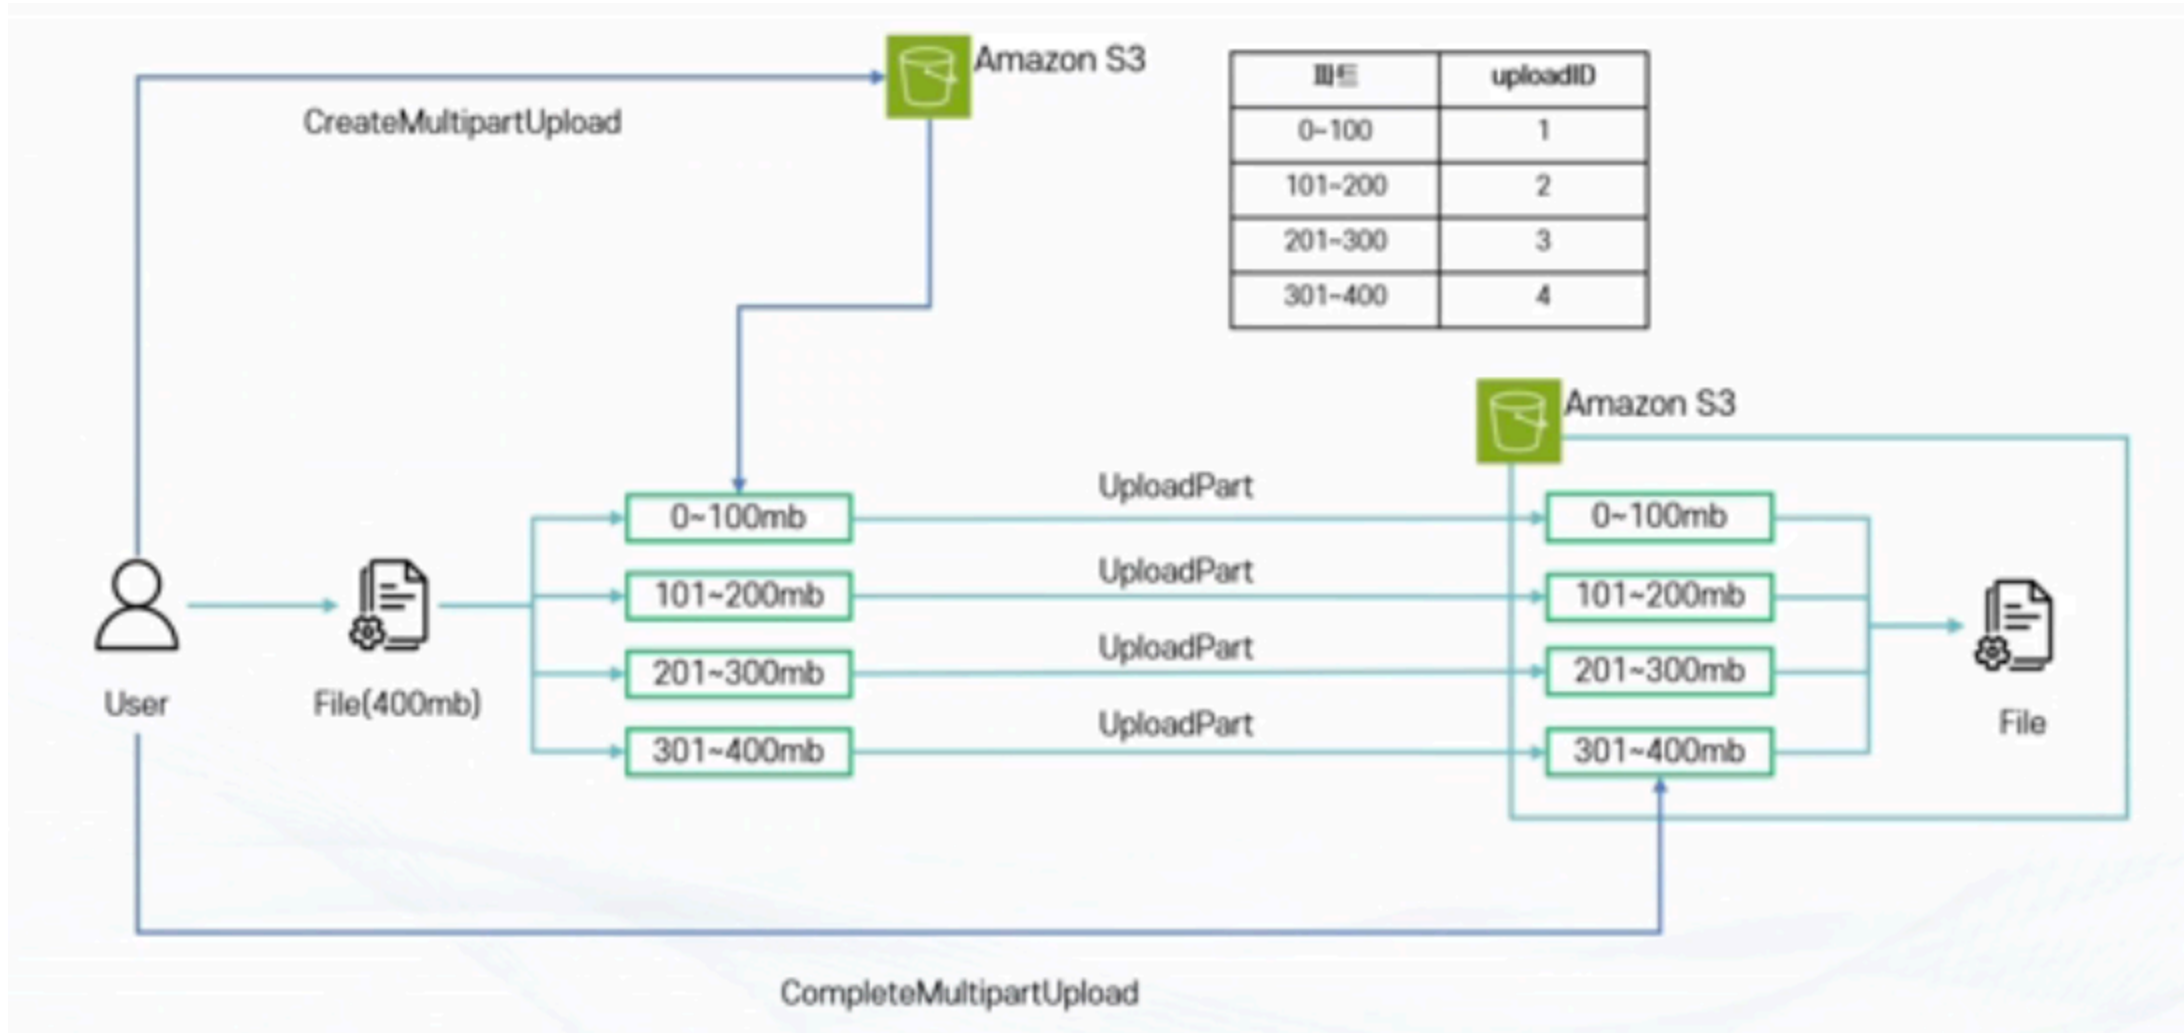 Amazon S3
CreateMultipartUpload
파트 uploadID
0~100 1
101~200 2
201~300 3
301~400 4
Amazon S3
UploadPart
0~100mb 0~100mb
UploadPart
101~200mb 101~200mb
UploadPart
201~300mb 201~300mb
UploadPart
301~400mb 301~400mb
User
File(400mb)
File
CompleteMultipartUpload